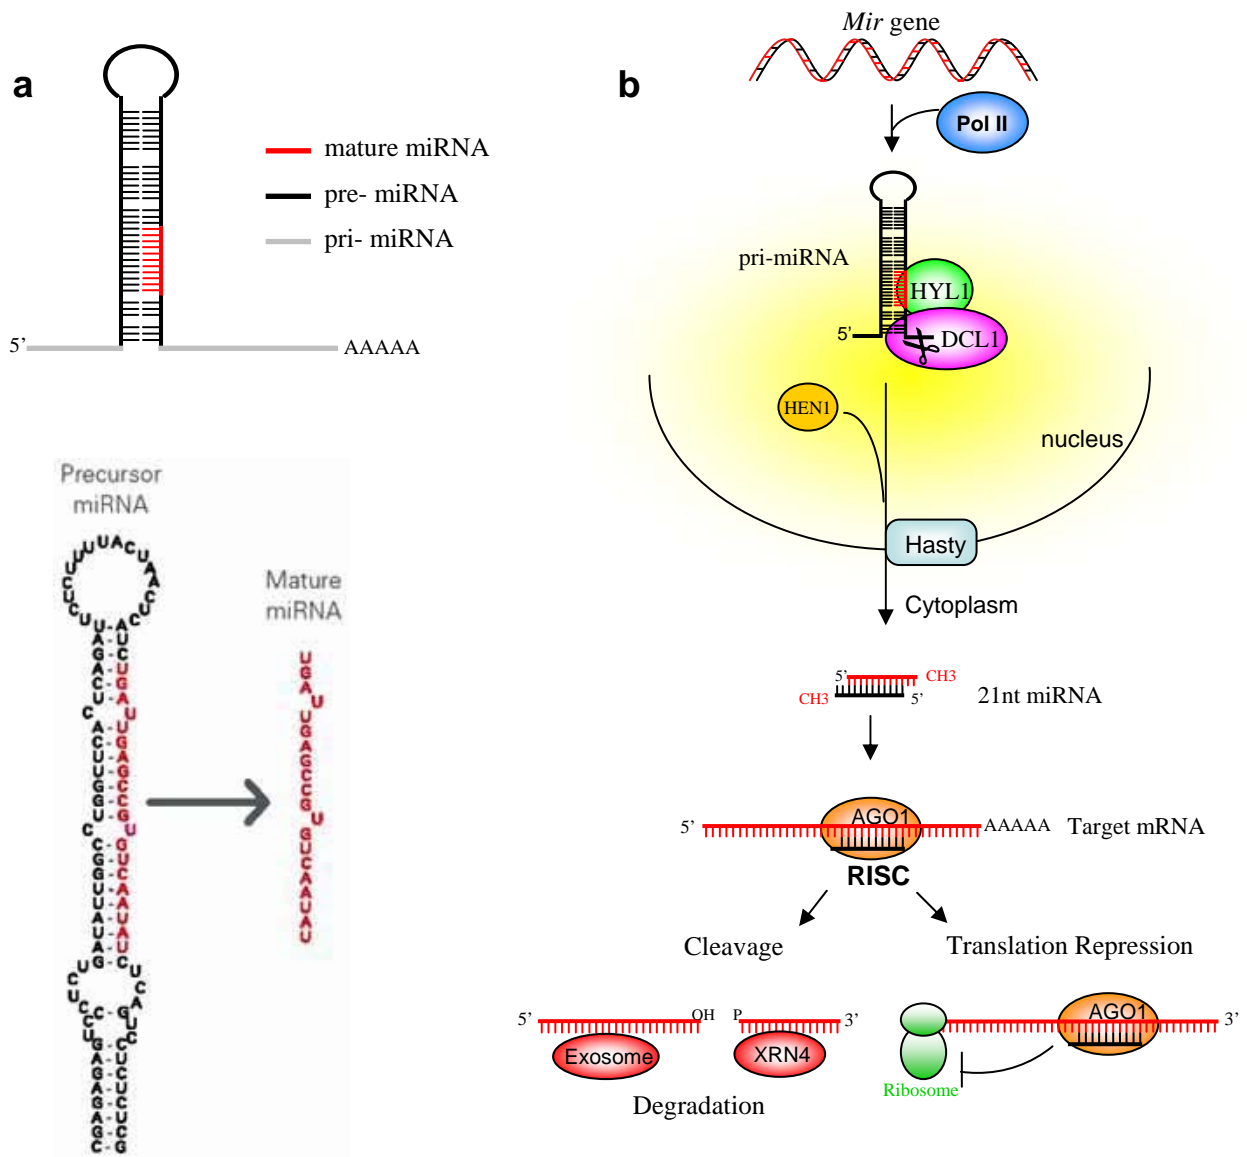 a
mature miRNA
pre- miRNA
pri- miRNA
5’
AAAAA
Precursor
miRNA
Mature
miRNA
b
Mir gene
Pol II
pri-miRNA
HYL1
5’
DCL1
HEN1
nucleus
Hasty
Cytoplasm
5’
CH3
CH3
5’
21nt miRNA
AGO1
5’
AAAAA
Target mRNA
RISC
Cleavage
Translation Repression
5’
OH
P
3’
AGO1
3’
Exosome
XRN4
Ribosome
Degradation